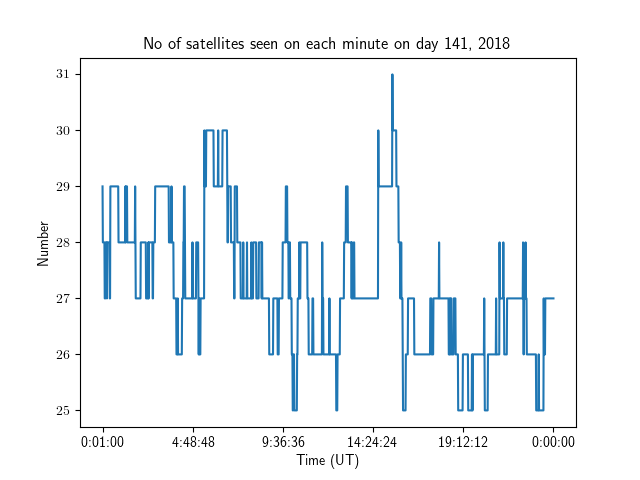 No of satellites seen on each minute on day 141, 2018
31
30
29
28
27
26
25
Number
0:01:00 4:48:48 9:36:36 14:24:24 19:12:12 0:00:00
Time (UT)